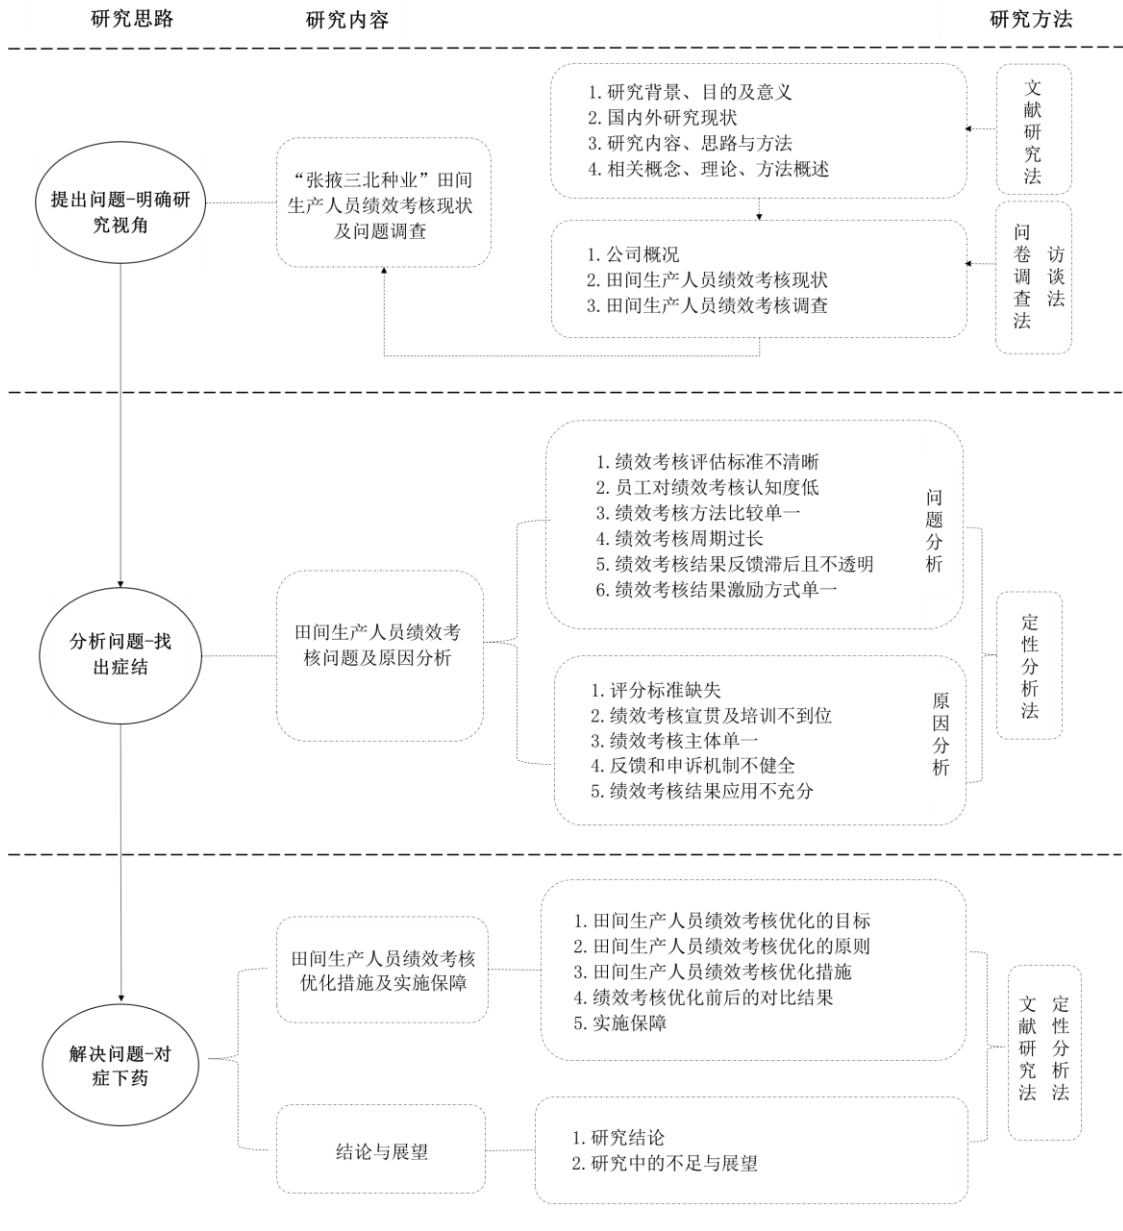 研究思路
研究内容
研究方法
提出问题-明确研
究视角
“张掖三北种业”田间
生产人员绩效考核现状
及问题调查
1. 研究背景、目的及意义
2. 国内外研究现状
3. 研究内容、思路与方法
4. 相关概念、理论、方法概述
文献研究法
1. 公司概况
2. 田间生产人员绩效考核现状
3. 田间生产人员绩效考核调查
问卷调查法
访谈法
分析问题-找
出症结
田间生产人员绩效考
核问题及原因分析
1. 绩效考核评估标准不清晰
2. 员工对绩效考核认知度低
3. 绩效考核方法比较单一
4. 绩效考核周期过长
5. 绩效考核结果反馈滞后且不透明
6. 绩效考核结果激励方式单一
问题分析
1. 评分标准缺失
2. 绩效考核宣贯及培训不到位
3. 绩效考核主体单一
4. 反馈和申诉机制不健全
5. 绩效考核结果应用不充分
原因分析
定性分析法
解决问题-对
症下药
田间生产人员绩效考核
优化措施及实施保障
1. 田间生产人员绩效考核优化的目标
2. 田间生产人员绩效考核优化的原则
3. 田间生产人员绩效考核优化措施
4. 绩效考核优化前后的对比结果
5. 实施保障
结论与展望
1. 研究结论
2. 研究中的不足与展望
文献研究法
定性分析法